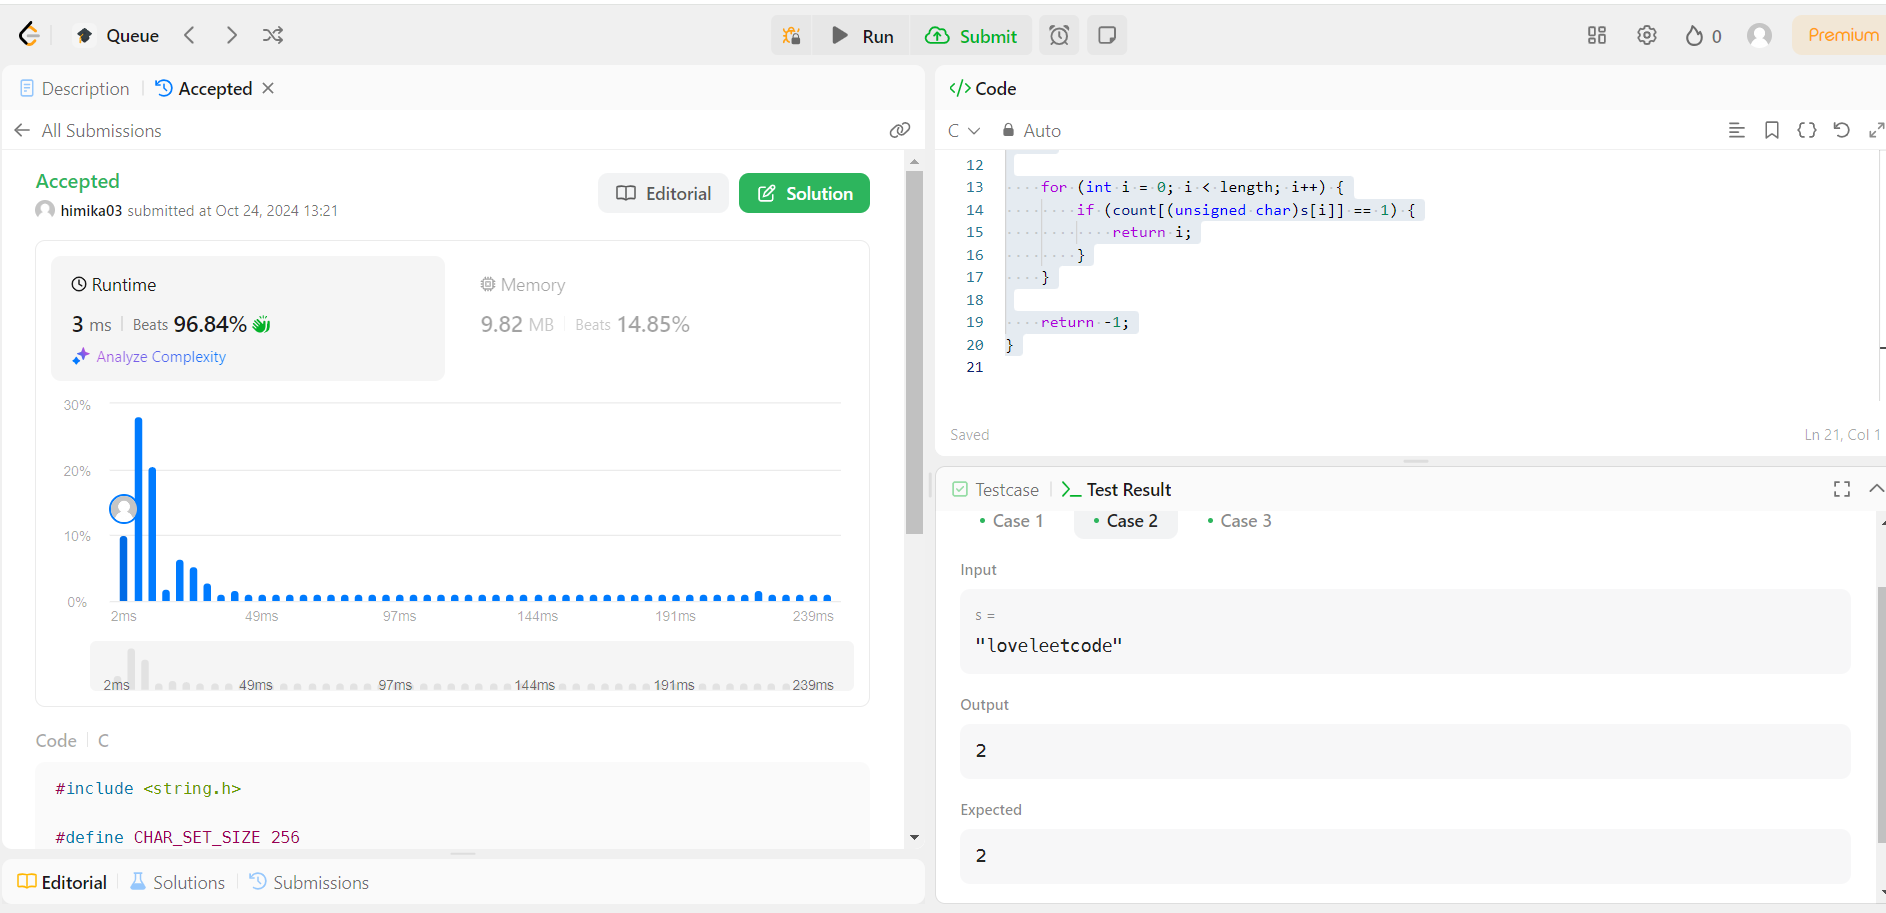 Queue
Run
Submit
0
Premium
Description
Accepted
All Submissions
Accepted
himika03 submitted at Oct 24, 2024 13:21
Editorial
Solution
Runtime
3 ms
Beats 96.84%
Analyze Complexity
Memory
9.82 MB
Beats 14.85%
30%
20%
10%
0%
2ms 49ms 97ms 144ms 191ms 239ms
2ms 49ms 97ms 144ms 191ms 239ms
Code
C
#include <string.h>
#define CHAR_SET_SIZE 256
Editorial
Solutions
Submissions
</> Code
C
Auto
12
13 for (int i = 0; i < length; i++) {
14 if (count[(unsigned char)s[i]] == 1) {
15 return i;
16 }
17 }
18
19 return -1;
20 }
21
Saved
Ln 21, Col 1
Testcase
>_ Test Result
Case 1
Case 2
Case 3
Input
s =
"loveleetcode"
Output
2
Expected
2